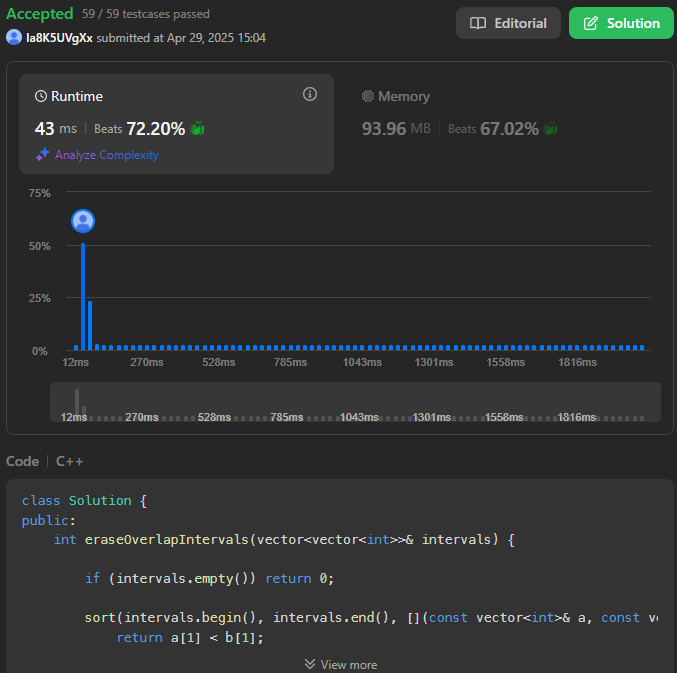 Accepted 59 / 59 testcases passed
Editorial
Solution
la8K5UVgXx submitted at Apr 29, 2025 15:04
Runtime
Memory
43 ms Beats 72.20%
93.96 MB Beats 67.02%
Analyze Complexity
75%
50%
25%
0%
12ms 270ms 528ms 785ms 1043ms 1301ms 1558ms 1816ms
12ms 270ms 528ms 785ms 1043ms 1301ms 1558ms 1816ms
Code C++
class Solution {
public:
    int eraseOverlapIntervals(vector<vector<int>>& intervals) {
        if (intervals.empty()) return 0;
        sort(intervals.begin(), intervals.end(), [](const vector<int>& a, const
            return a[1] < b[1];
View more